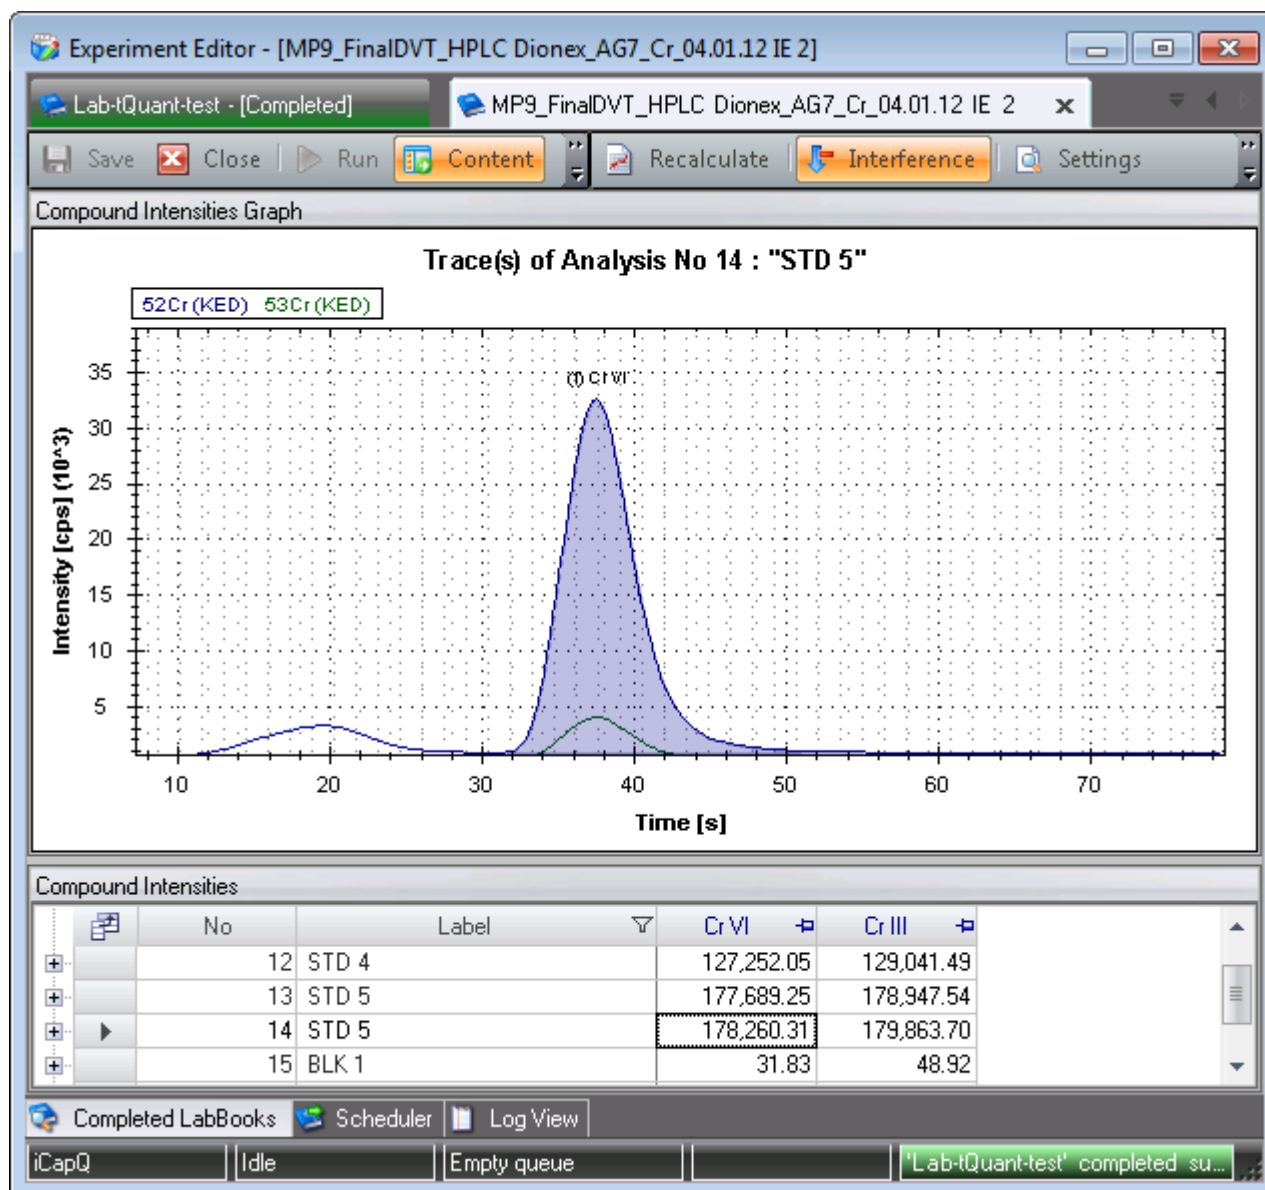 Experiment Editor - [MP9_FinalDVT_HPLC Dionex_AG7_Cr_04.01.12 IE 2]
Lab-tQuant-test - [Completed] MP9_FinalDVT_HPLC Dionex_AG7_Cr_04.01.12 IE 2 x
Save Close Run Content Recalculate Interference Settings
Compound Intensities Graph
Trace(s) of Analysis No 14 : "STD 5"
52Cr(KED) 53Cr(KED)
(1) Cr VI
35
30
25
20
15
10
5
Intensity [cps] (10^3)
10 20 30 40 50 60 70
Time [s]
Compound Intensities
No Label Cr VI Cr III
12 STD 4 127,252.05 129,041.49
13 STD 5 177,689.25 178,947.54
14 STD 5 178,260.31 179,863.70
15 BLK 1 31.83 48.92
Completed LabBooks Scheduler Log View
iCapQ Idle Empty queue 'Lab-tQuant-test' completed su...